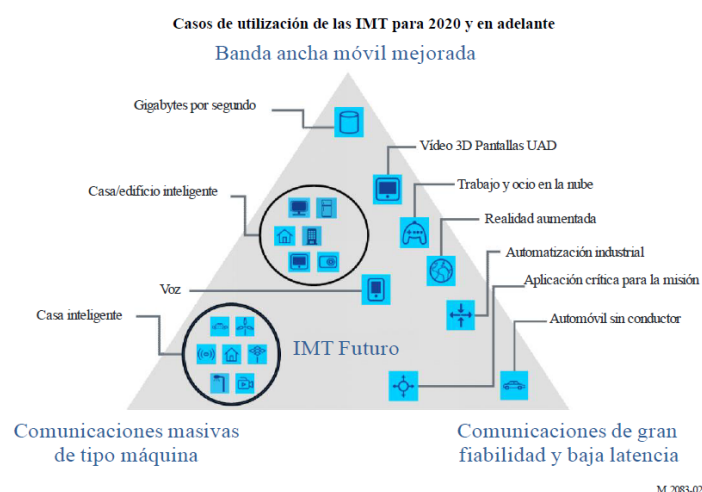 Casos de utilización de las IMT para 2020 y en adelante
Banda ancha móvil mejorada
Gigabytes por segundo
Vídeo 3D Pantallas UAD
Casa/edificio inteligente
Trabajo y ocio en la nube
Realidad aumentada
Automatización industrial
Aplicación crítica para la misión
Voz
Casa inteligente
Automóvil sin conductor
IMT Futuro
Comunicaciones masivas
de tipo máquina
Comunicaciones de gran
fiabilidad y baja latencia
M.2083-02